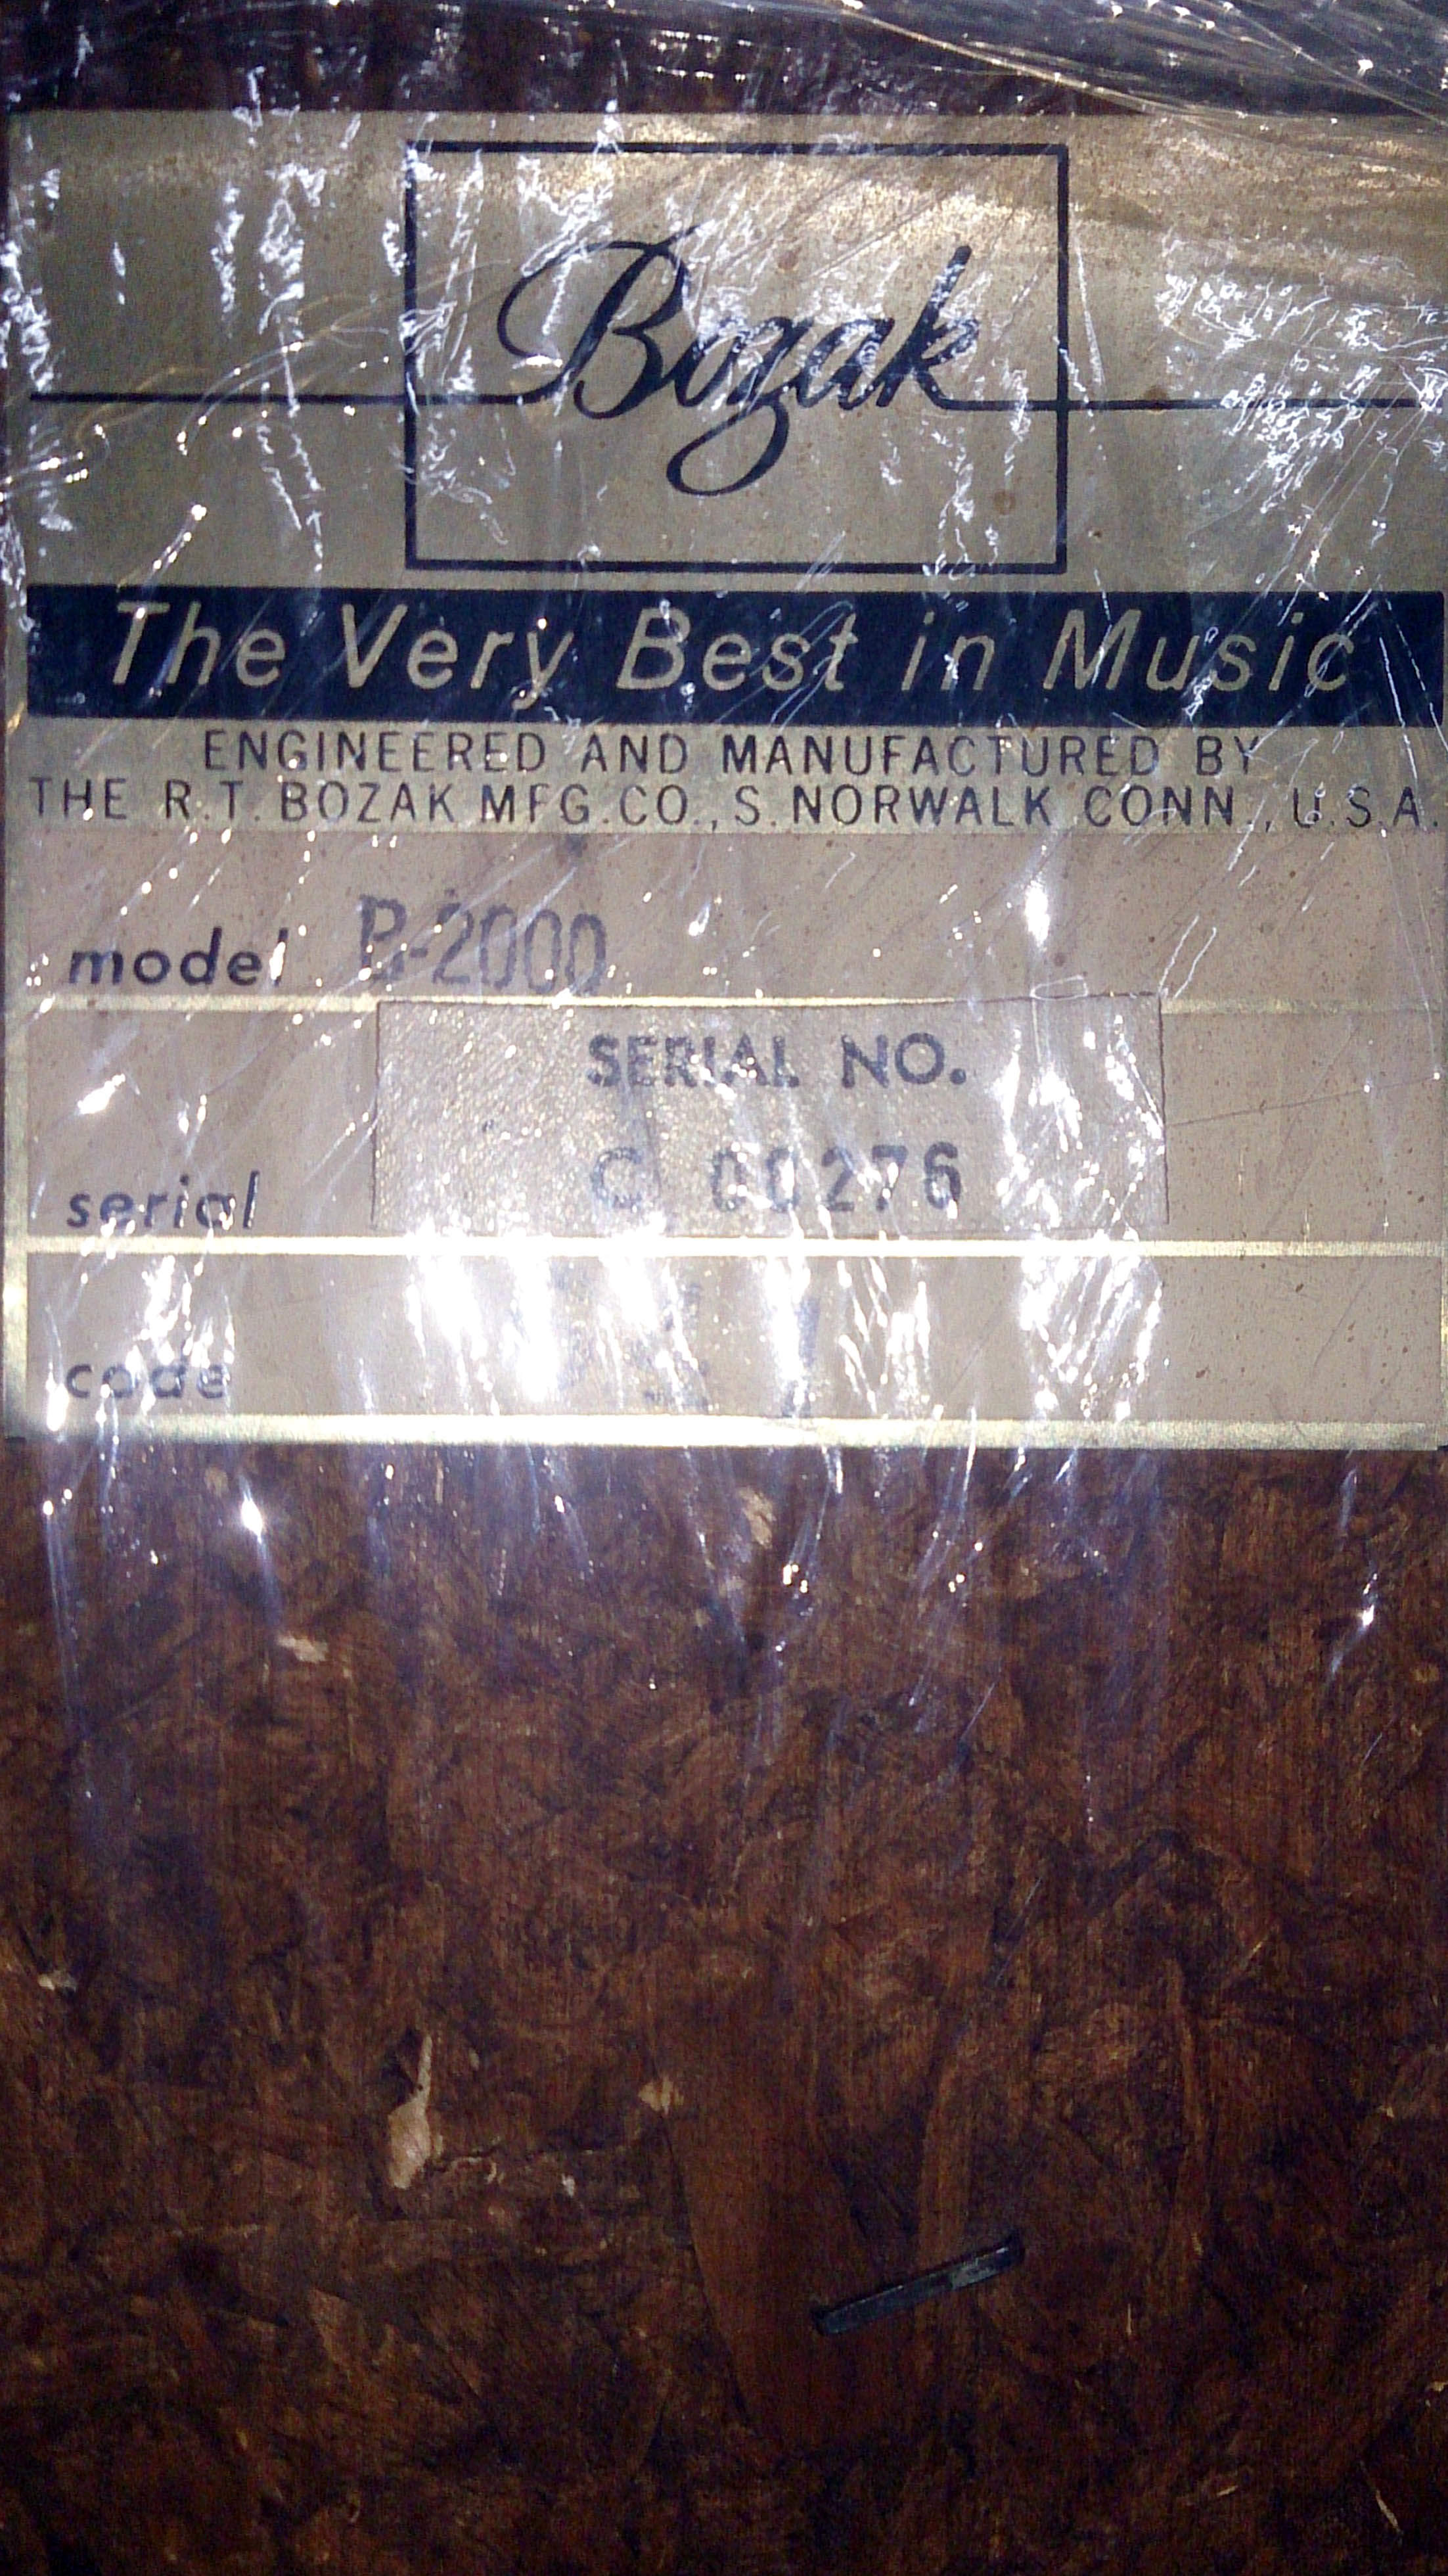 Bozak
The Very Best in Music
ENGINEERED AND MANUFACTURED BY
THE R.T. BOZAK MFG.CO., S. NORWALK CONN., U.S.A.
model B-2000
SERIAL NO.
serial C 00276
code